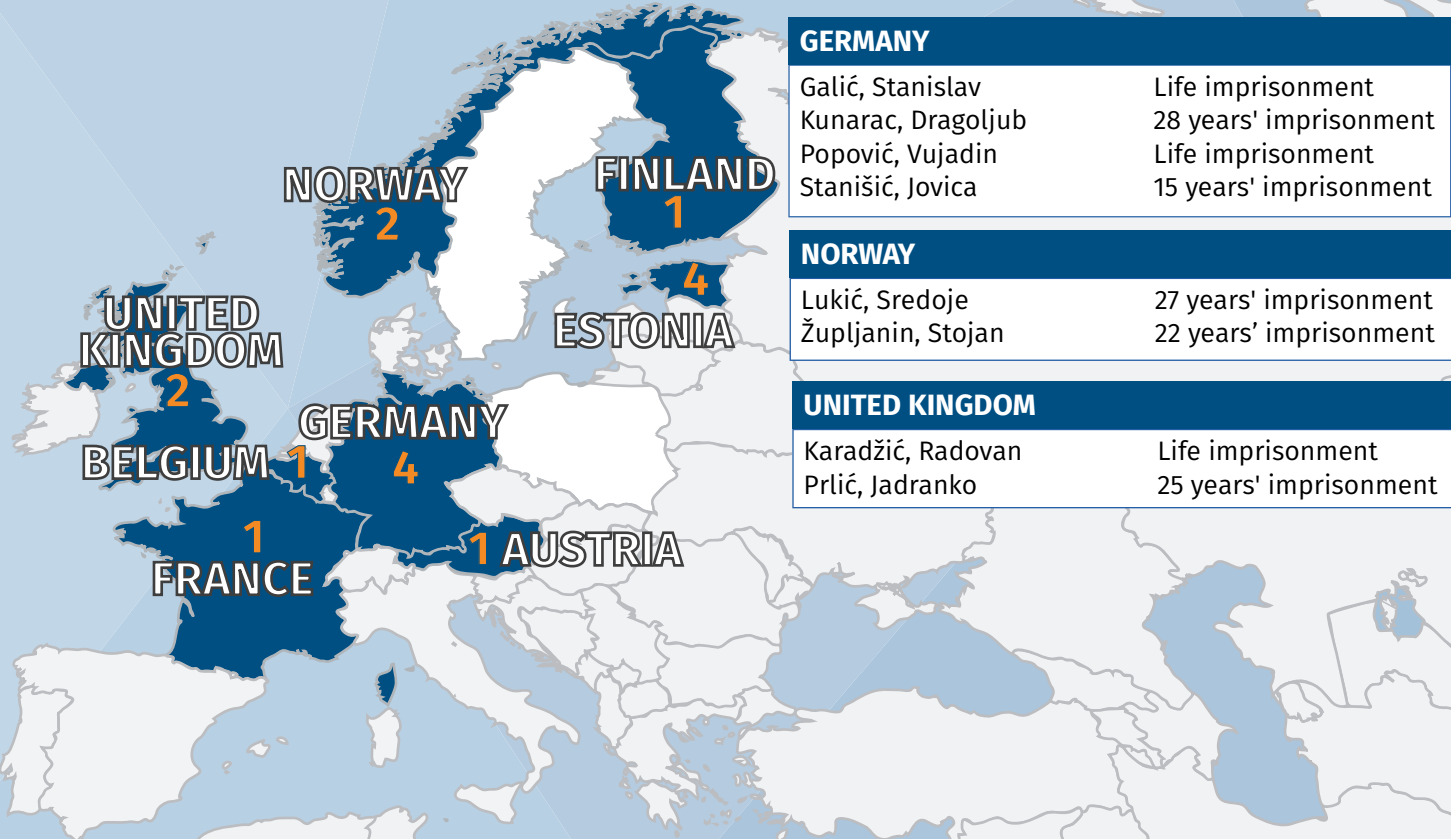 NORWAY
2
FINLAND
1
4
ESTONIA
UNITED
KINGDOM
2
GERMANY
4
BELGIUM 1
1
FRANCE
1 AUSTRIA
GERMANY
Galić, Stanislav Life imprisonment
Kunarac, Dragoljub 28 years' imprisonment
Popović, Vujadin Life imprisonment
Stanišić, Jovica 15 years' imprisonment
NORWAY
Lukić, Sredoje 27 years' imprisonment
Župljanin, Stojan 22 years’ imprisonment
UNITED KINGDOM
Karadžić, Radovan Life imprisonment
Prlić, Jadranko 25 years' imprisonment